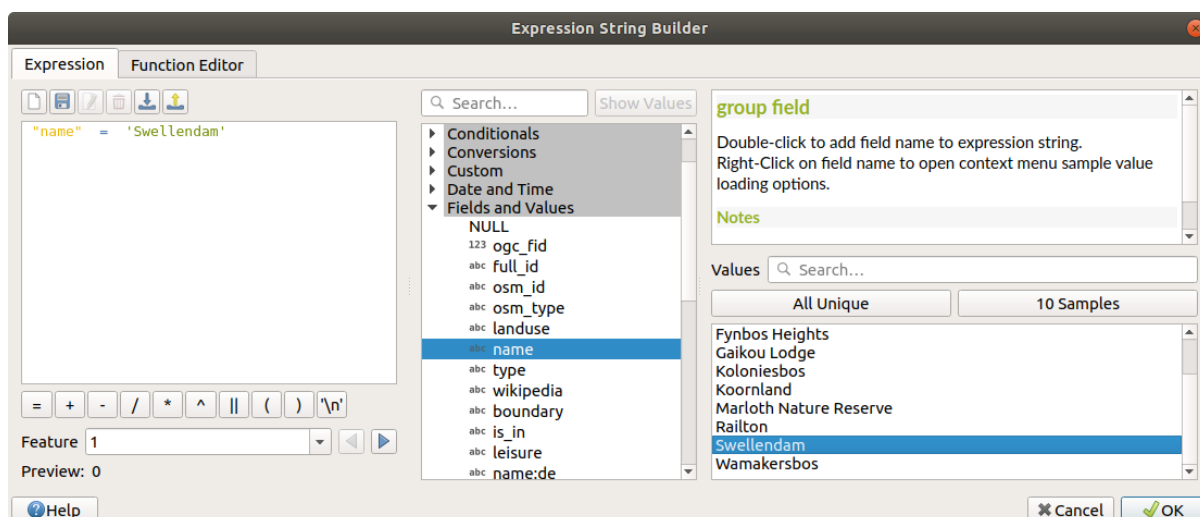 Expression String Builder
Expression
Function Editor
"name" = 'Swellendam'
= + - / * ^ || ( ) '\n'
Feature 1
Preview: 0
Search...
Show Values
Conditionals
Conversions
Custom
Date and Time
Fields and Values
NULL
123 ogc_fid
abc full_id
abc osm_id
abc osm_type
abc landuse
abc name
abc type
abc wikipedia
abc boundary
abc is_in
abc leisure
abc name:de
group field
Double-click to add field name to expression string.
Right-Click on field name to open context menu sample value
loading options.
Notes
Values Search...
All Unique
10 Samples
Fynbos Heights
Gaikou Lodge
Koloniesbos
Koornland
Marloth Nature Reserve
Railton
Swellendam
Wamakersbos
Help
Cancel
OK